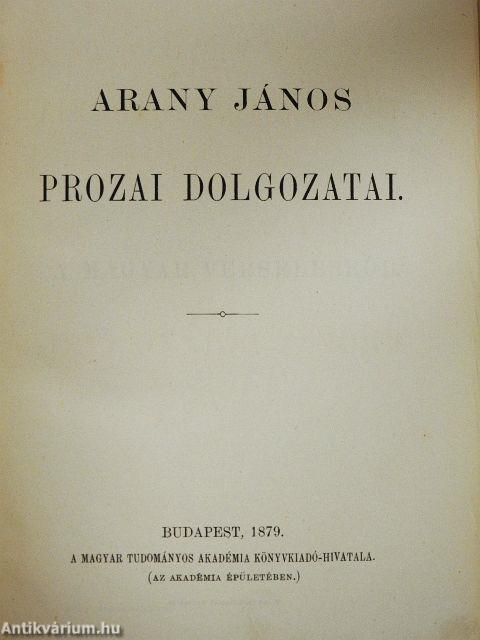 ARANY JÁNOS
PROZAI DOLGOZATAI.
BUDAPEST, 1879.
A MAGYAR TUDOMÁNYOS AKADÉMIA KÖNYVKIADÓ-HIVATALA.
(AZ AKADÉMIA ÉPÜLETÉBEN.)
Antikvárium.hu